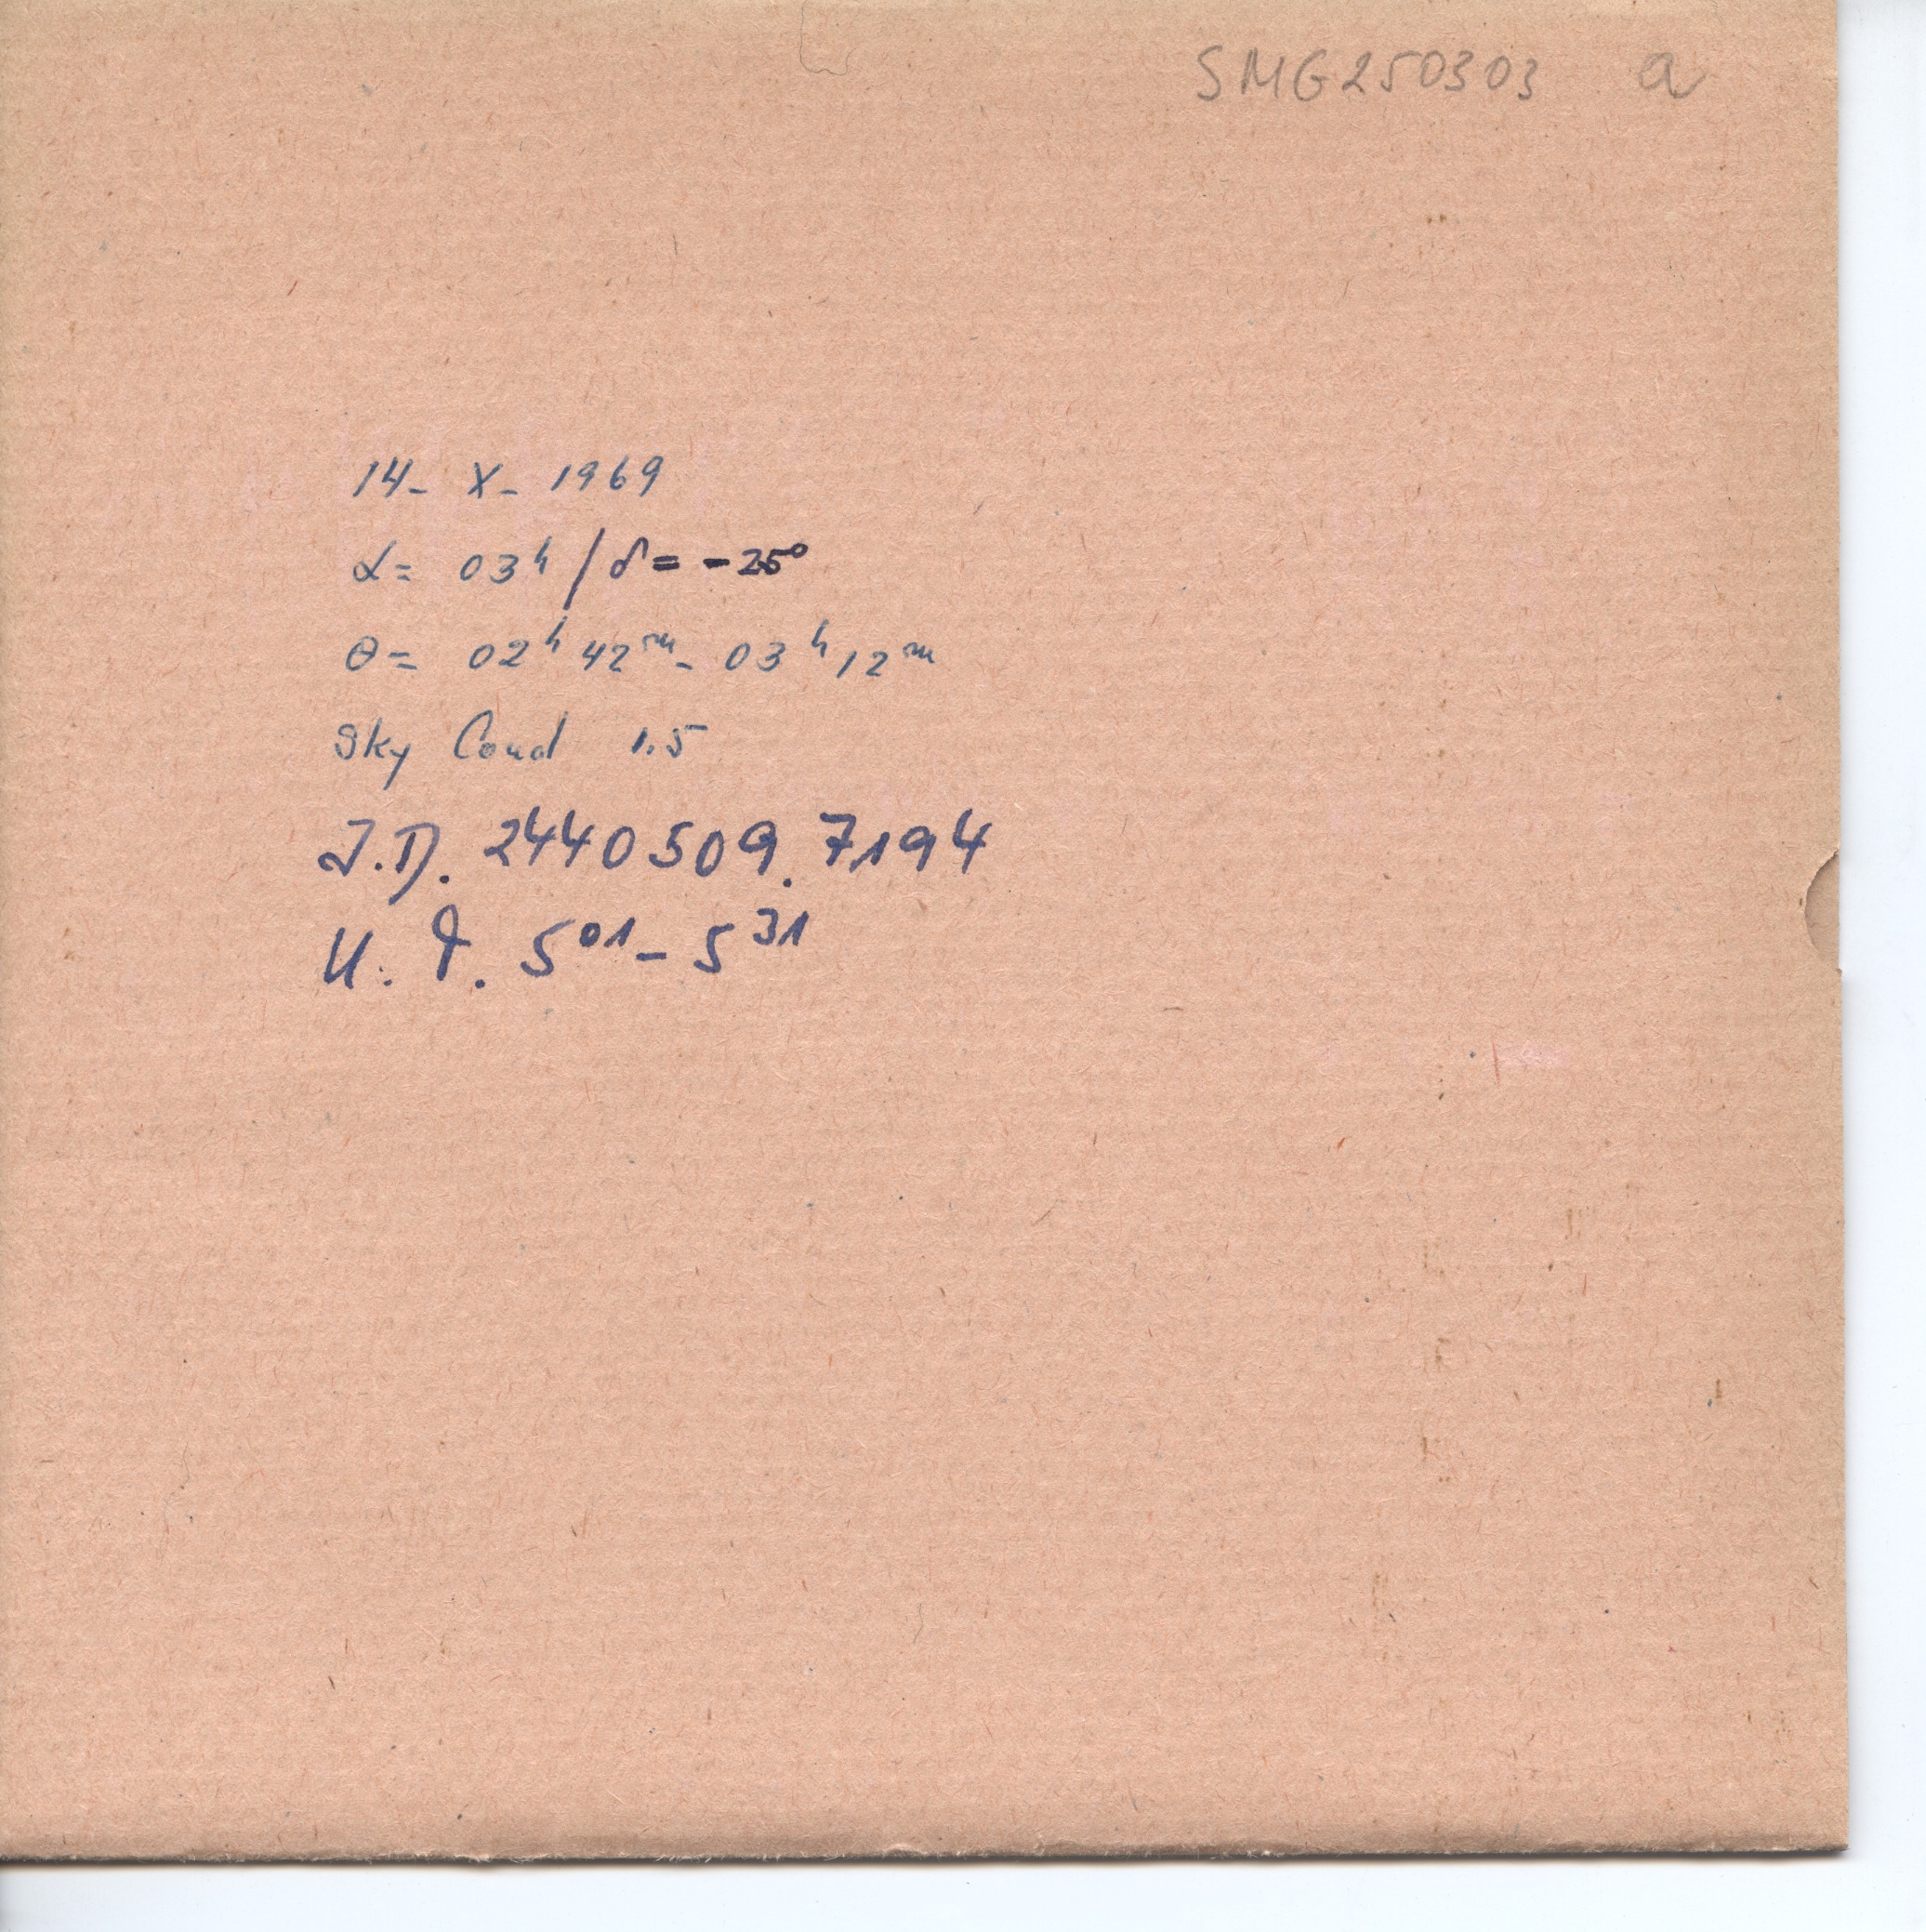 SMG250303 a
14- X- 1969
α= 03ʰ / δ= -25°
θ= 02ʰ 42ᵐ- 03ʰ 12ᵐ
Sky Cond 1.5
J.D. 2440509.7194
U.T. 5⁰¹- 5³¹